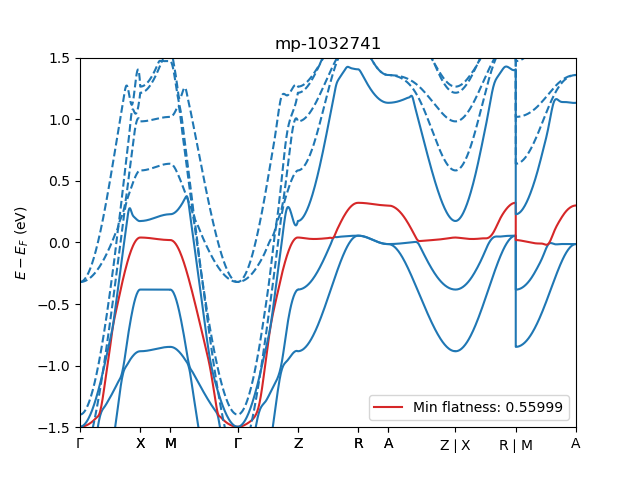 mp-1032741
E − E_F (eV)
1.5
1.0
0.5
0.0
−0.5
−1.0
−1.5
Min flatness: 0.55999
Γ X M Γ Z R A Z | X R | M A